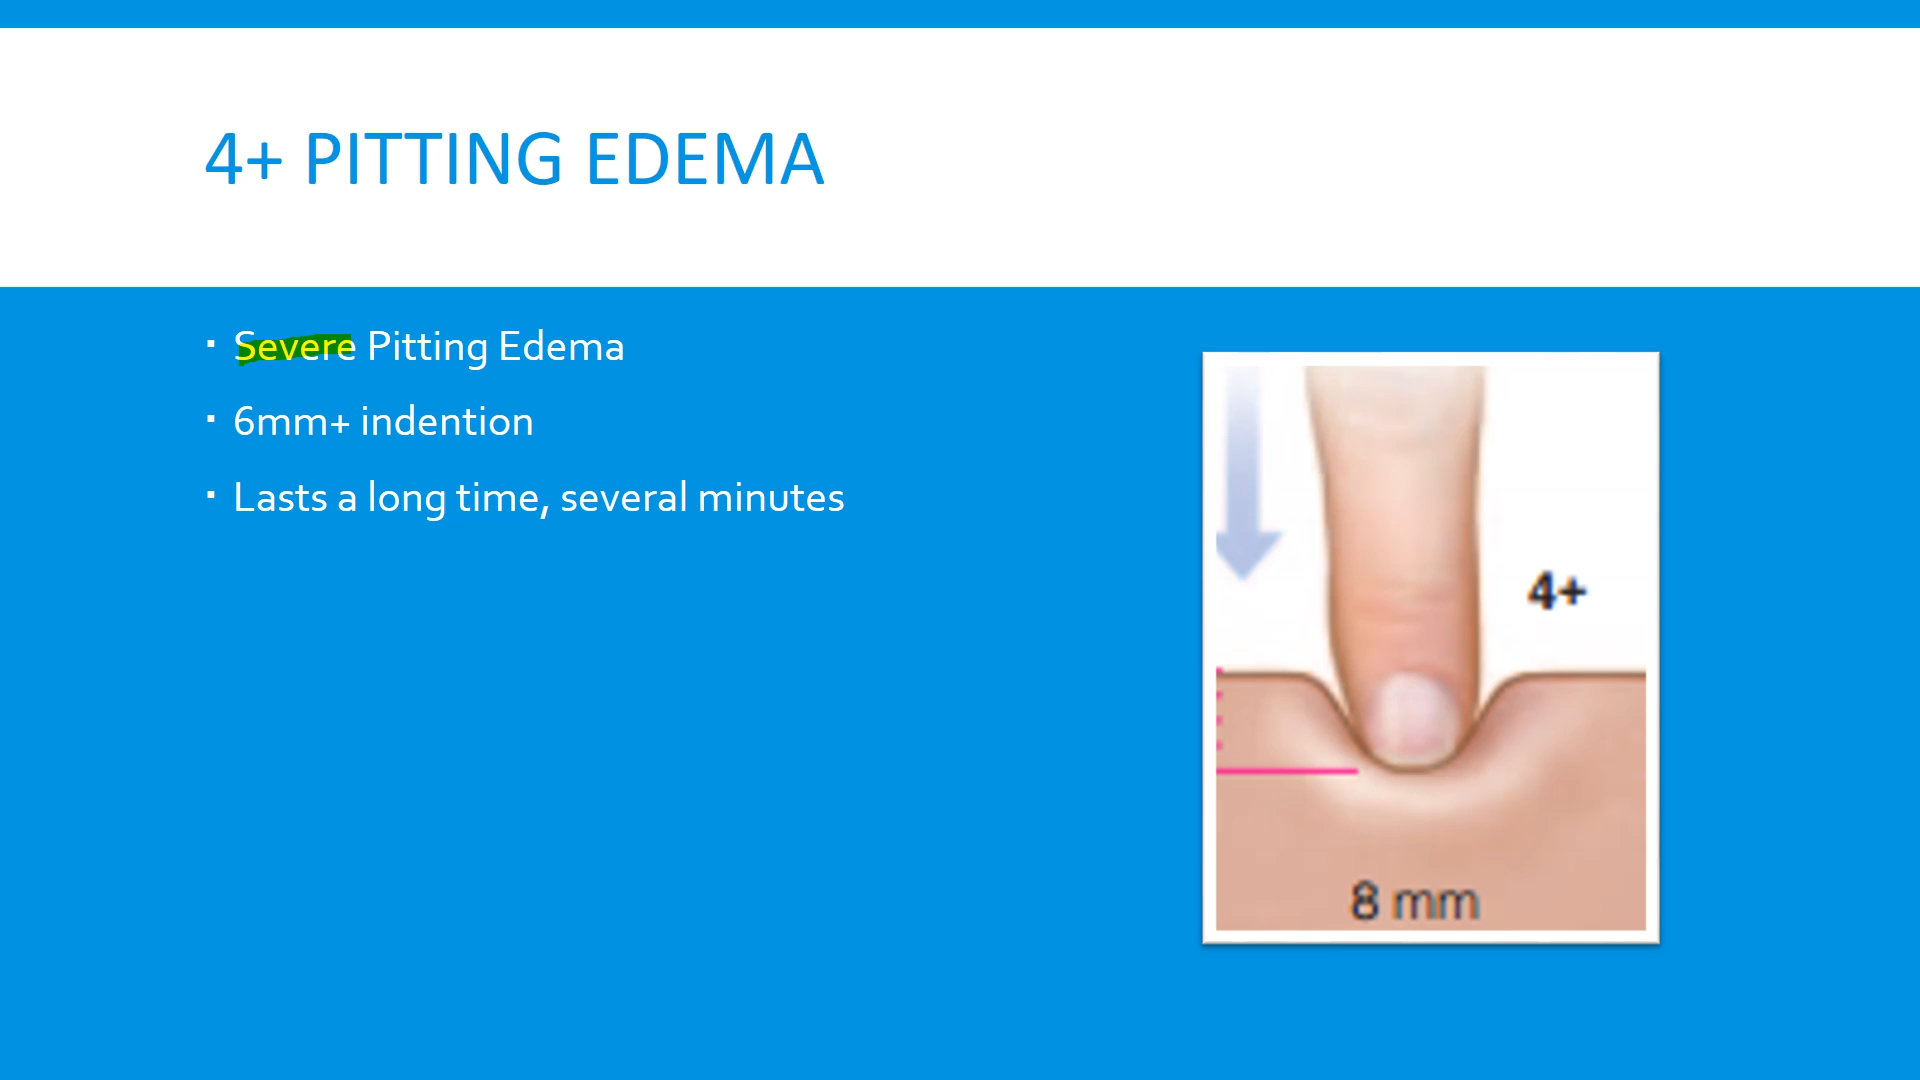 4+ PITTING EDEMA
▪ Severe Pitting Edema
▪ 6mm+ indention
▪ Lasts a long time, several minutes
4+
8 mm